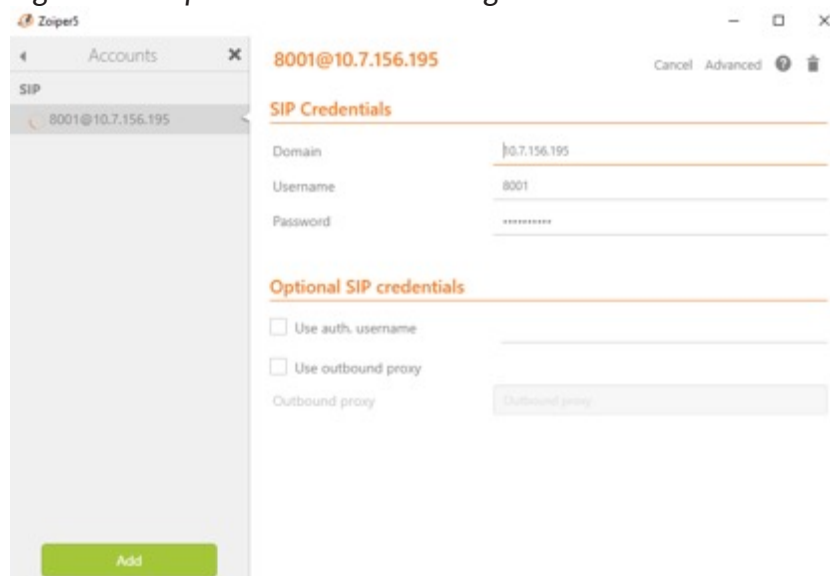 Zoiper5
Accounts
SIP
8001@10.7.156.195
Add
8001@10.7.156.195
Cancel Advanced
SIP Credentials
Domain 10.7.156.195
Username 8001
Password ••••••••••
Optional SIP credentials
Use auth. username
Use outbound proxy
Outbound proxy Outbound proxy